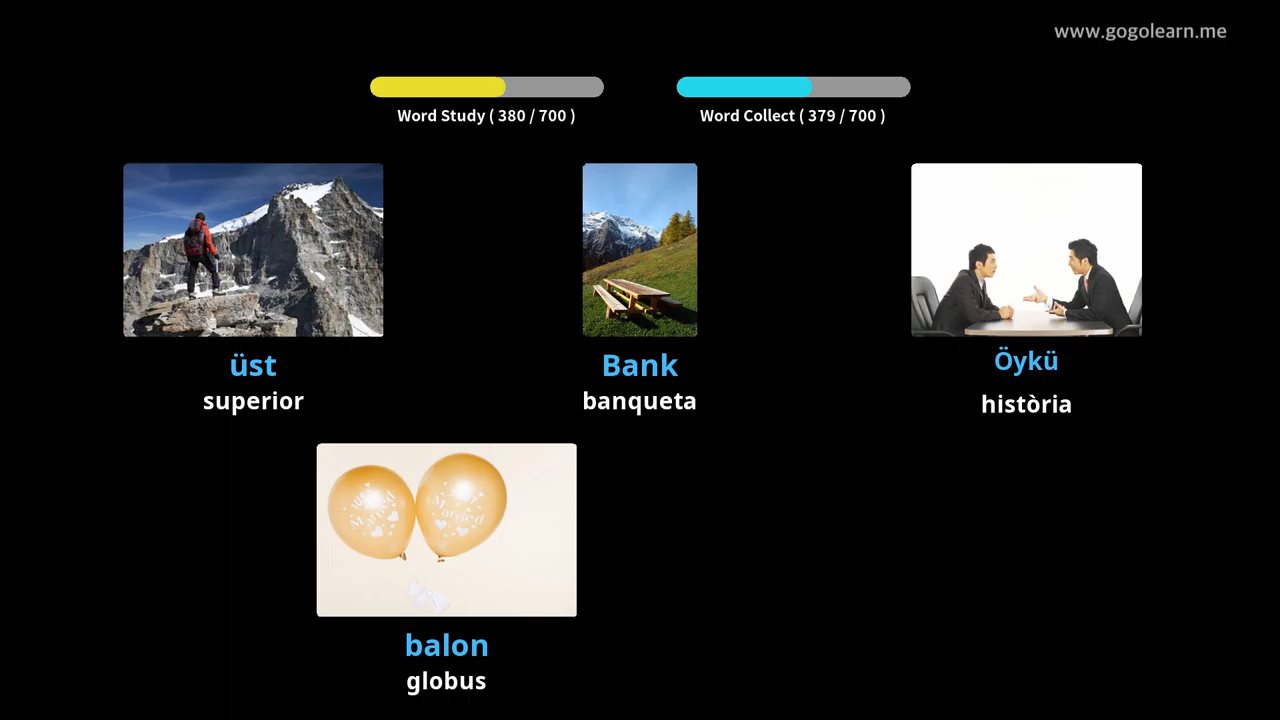 www.gogolearn.me
Word Study ( 380 / 700 )
Word Collect ( 379 / 700 )
üst
superior
Bank
banqueta
Öykü
història
balon
globus